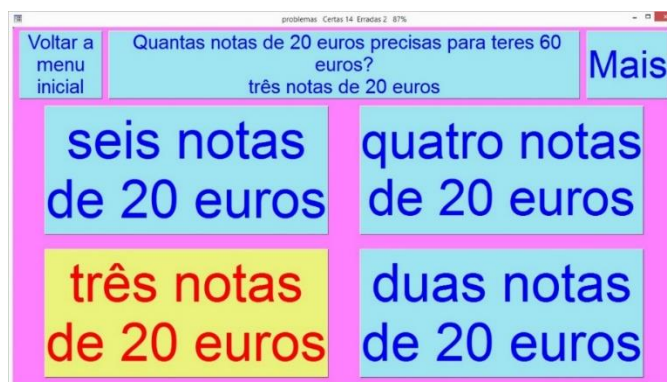 problemas Certas 14 Erradas 2 87%
Voltar a
menu
inicial
Quantas notas de 20 euros precisas para teres 60
euros?
três notas de 20 euros
Mais
seis notas
de 20 euros
quatro notas
de 20 euros
três notas
de 20 euros
duas notas
de 20 euros